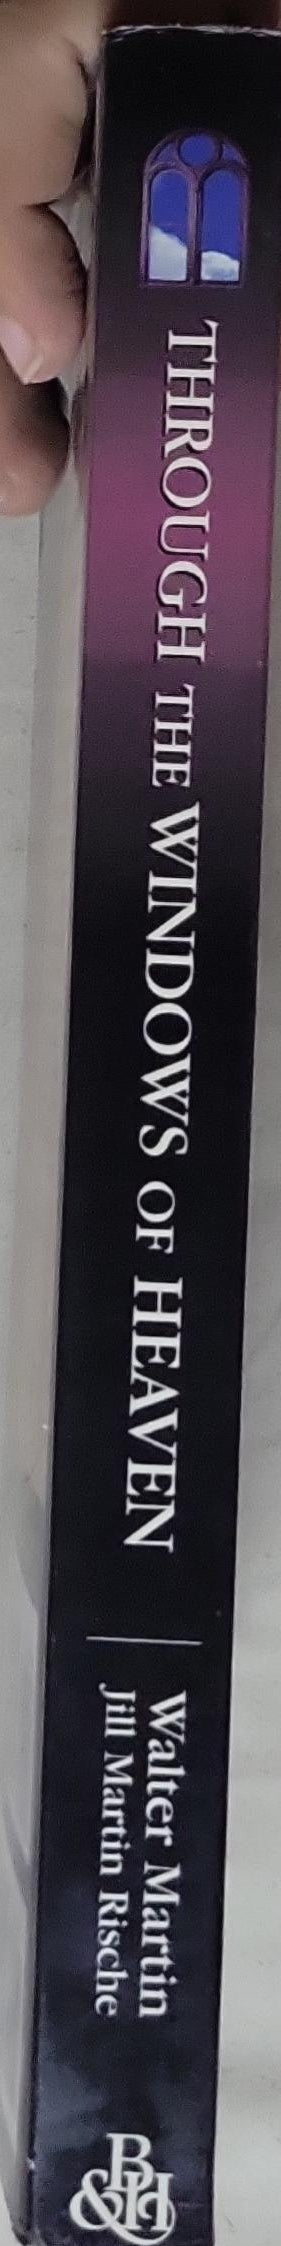 THROUGH THE WINDOWS OF HEAVEN
Walter Martin
Jill Martin Rische
B&H